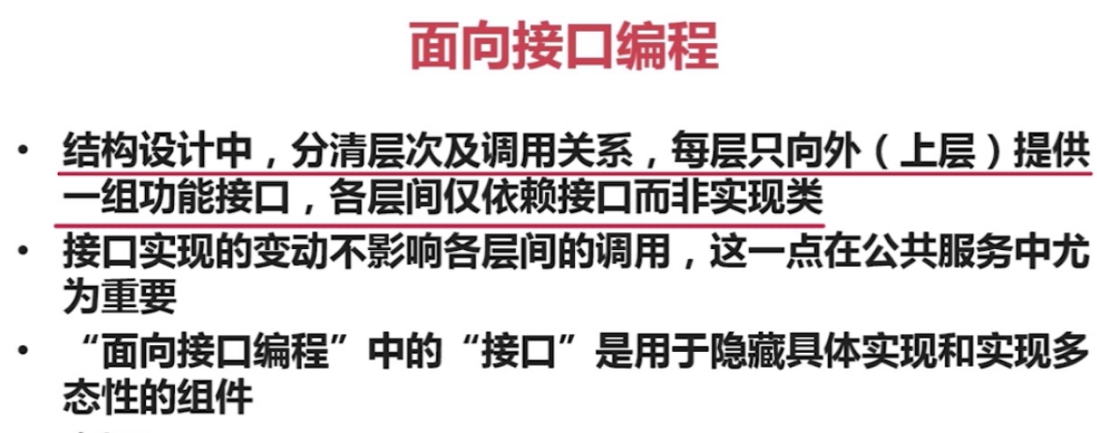 面向接口编程
• 结构设计中，分清层次及调用关系，每层只向外（上层）提供
一组功能接口，各层间仅依赖接口而非实现类
• 接口实现的变动不影响各层间的调用，这一点在公共服务中尤
为重要
• “面向接口编程”中的“接口”是用于隐藏具体实现和实现多
态性的组件